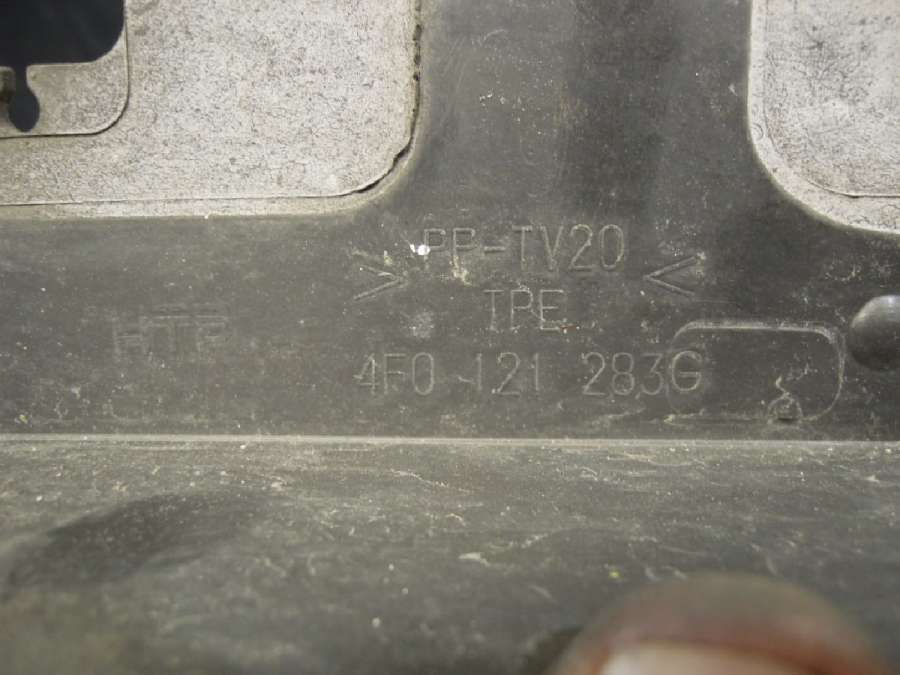 > PP-TV20 <
TPE
HTP
4F0 121 283G